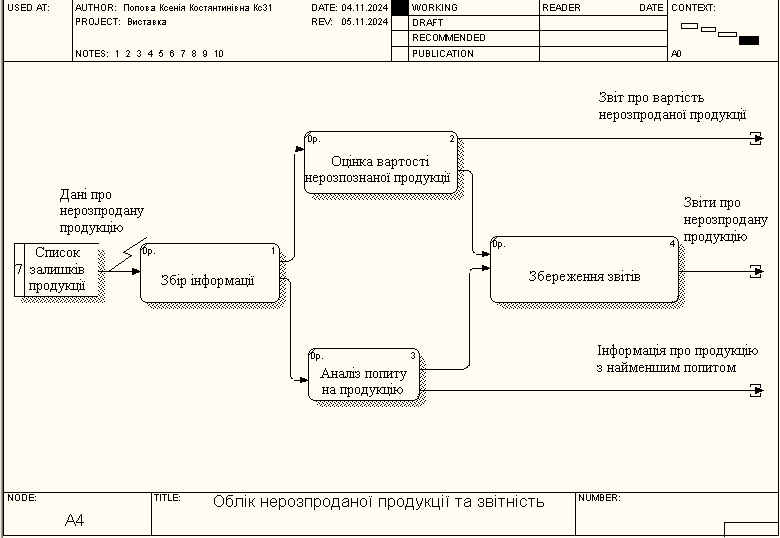 USED AT:
AUTHOR: Попова Ксенія Костянтинівна Кс31
DATE: 04.11.2024
WORKING
READER
DATE
CONTEXT:
PROJECT: Виставка
REV: 05.11.2024
DRAFT
RECOMMENDED
NOTES: 1 2 3 4 5 6 7 8 9 10
PUBLICATION
A0
Звіт про вартість
нерозпроданої продукції
0р.
2
Оцінка вартості
нерозпознаної продукції
Дані про
нерозпродану
продукцію
Звіти про
нерозпродану
продукцію
7
Список
залишків
продукції
0р.
1
Збір інформації
0р.
4
Збереження звітів
Інформація про продукцію
з найменшим попитом
0р.
3
Аналіз попиту
на продукцію
NODE:
TITLE:
NUMBER:
Облік нерозпроданої продукції та звітність
A4